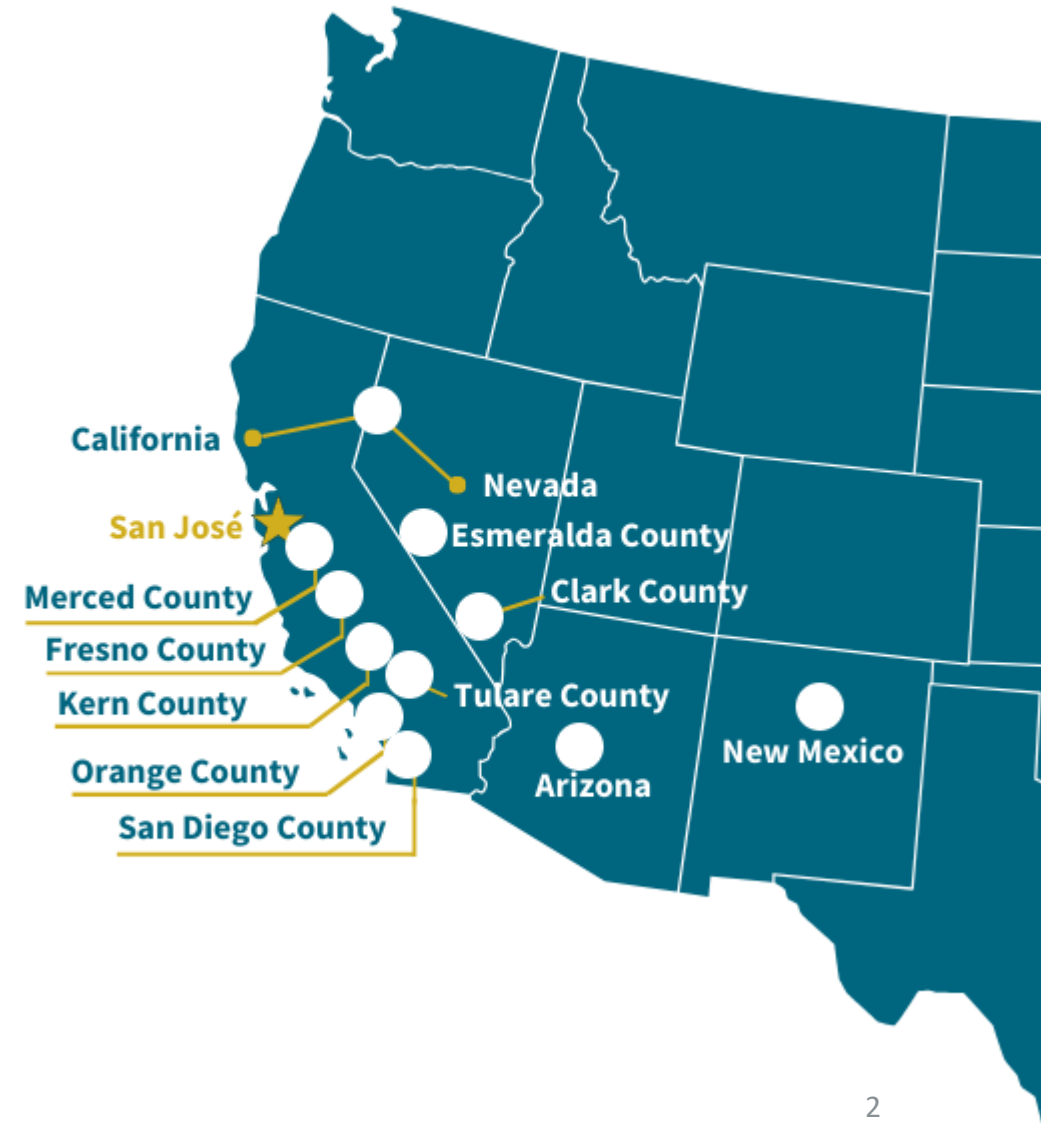 California
Nevada
San José
Esmeralda County
Clark County
Merced County
Fresno County
Kern County
Tulare County
Orange County
New Mexico
Arizona
San Diego County
2